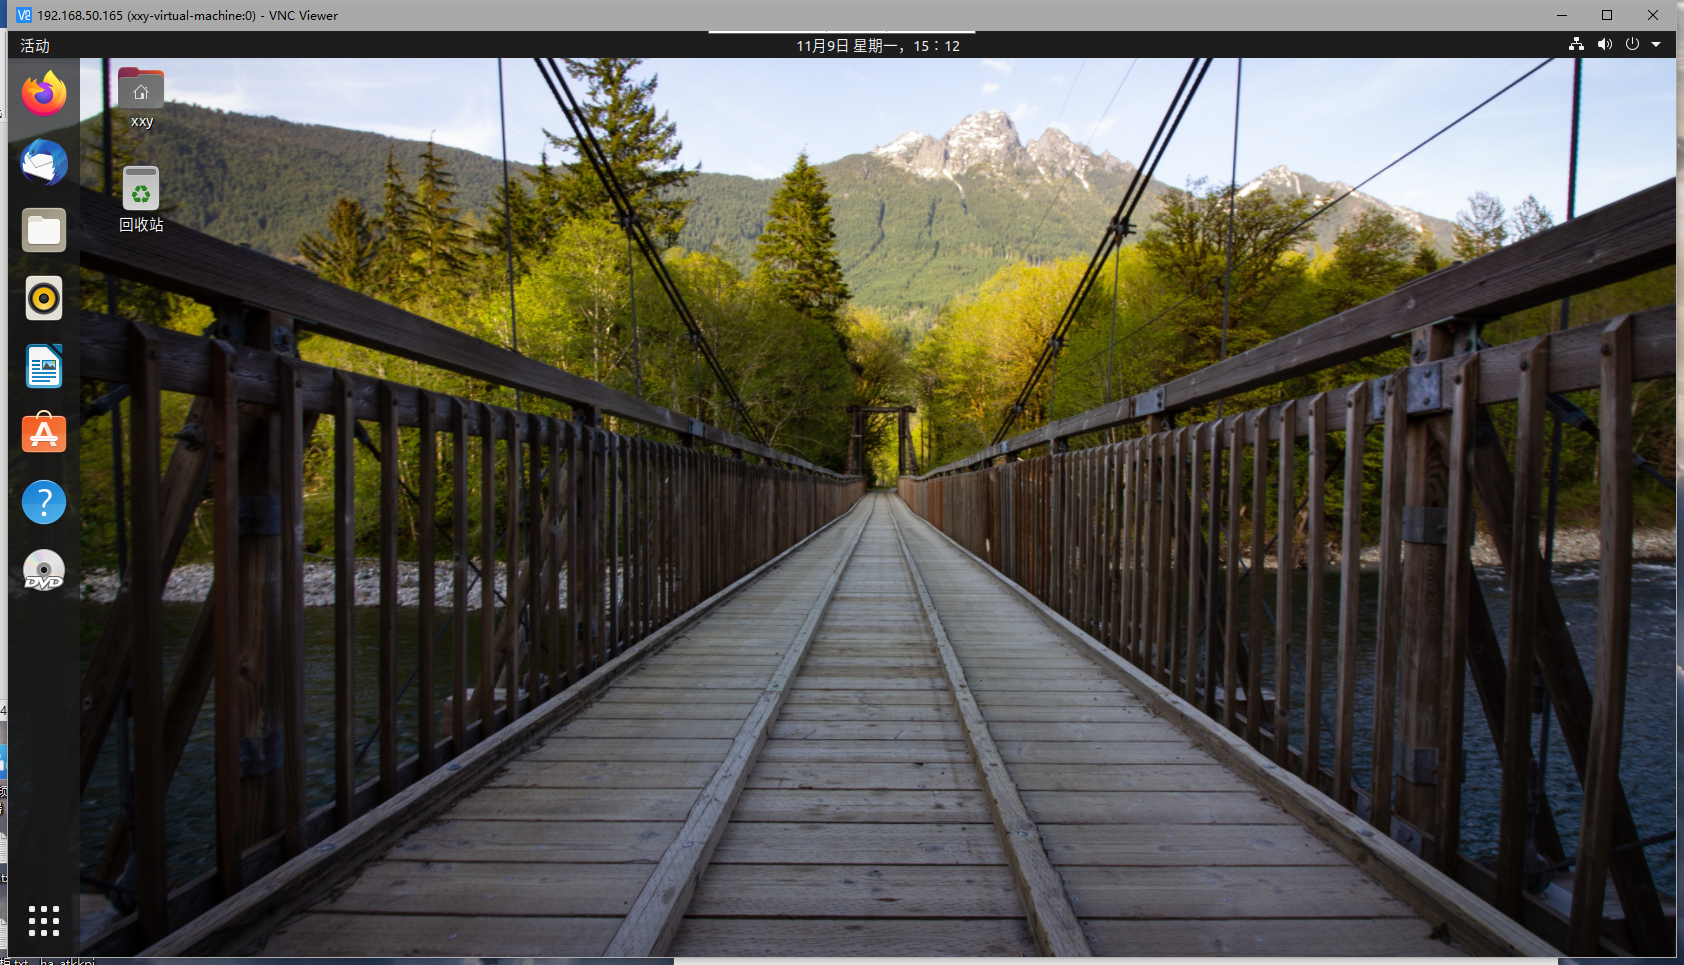 192.168.50.165 (xxy-virtual-machine:0) - VNC Viewer
活动
11月9日 星期一，15：12
xxy
回收站
DVD